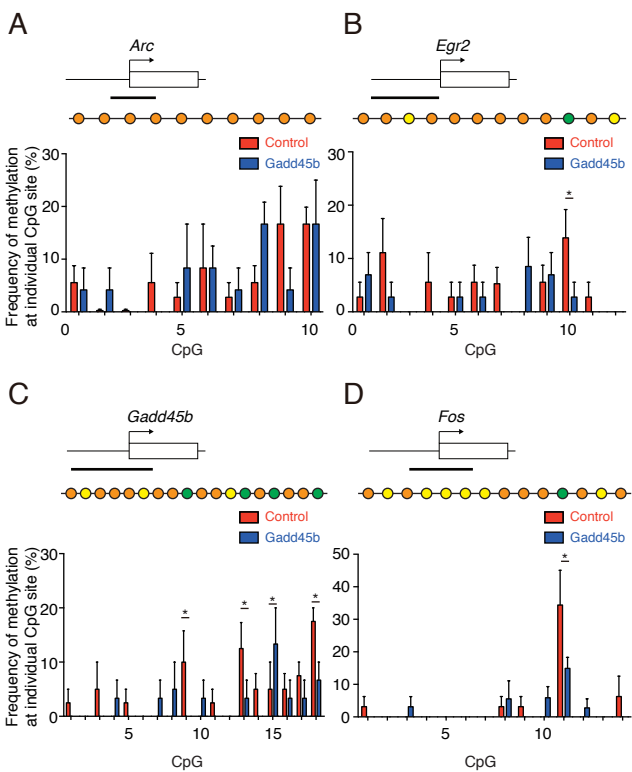 A
Arc
Control
Gadd45b
Frequency of methylation
at individual CpG site (%)
30
20
10
0
0 5 10
CpG
B
Egr2
Control
Gadd45b
30
20
10
0
*
0 5 10
CpG
C
Gadd45b
Control
Gadd45b
Frequency of methylation
at individual CpG site (%)
30
20
10
0
* * * *
5 10 15
CpG
D
Fos
Control
Gadd45b
50
40
30
20
10
0
*
5 10
CpG